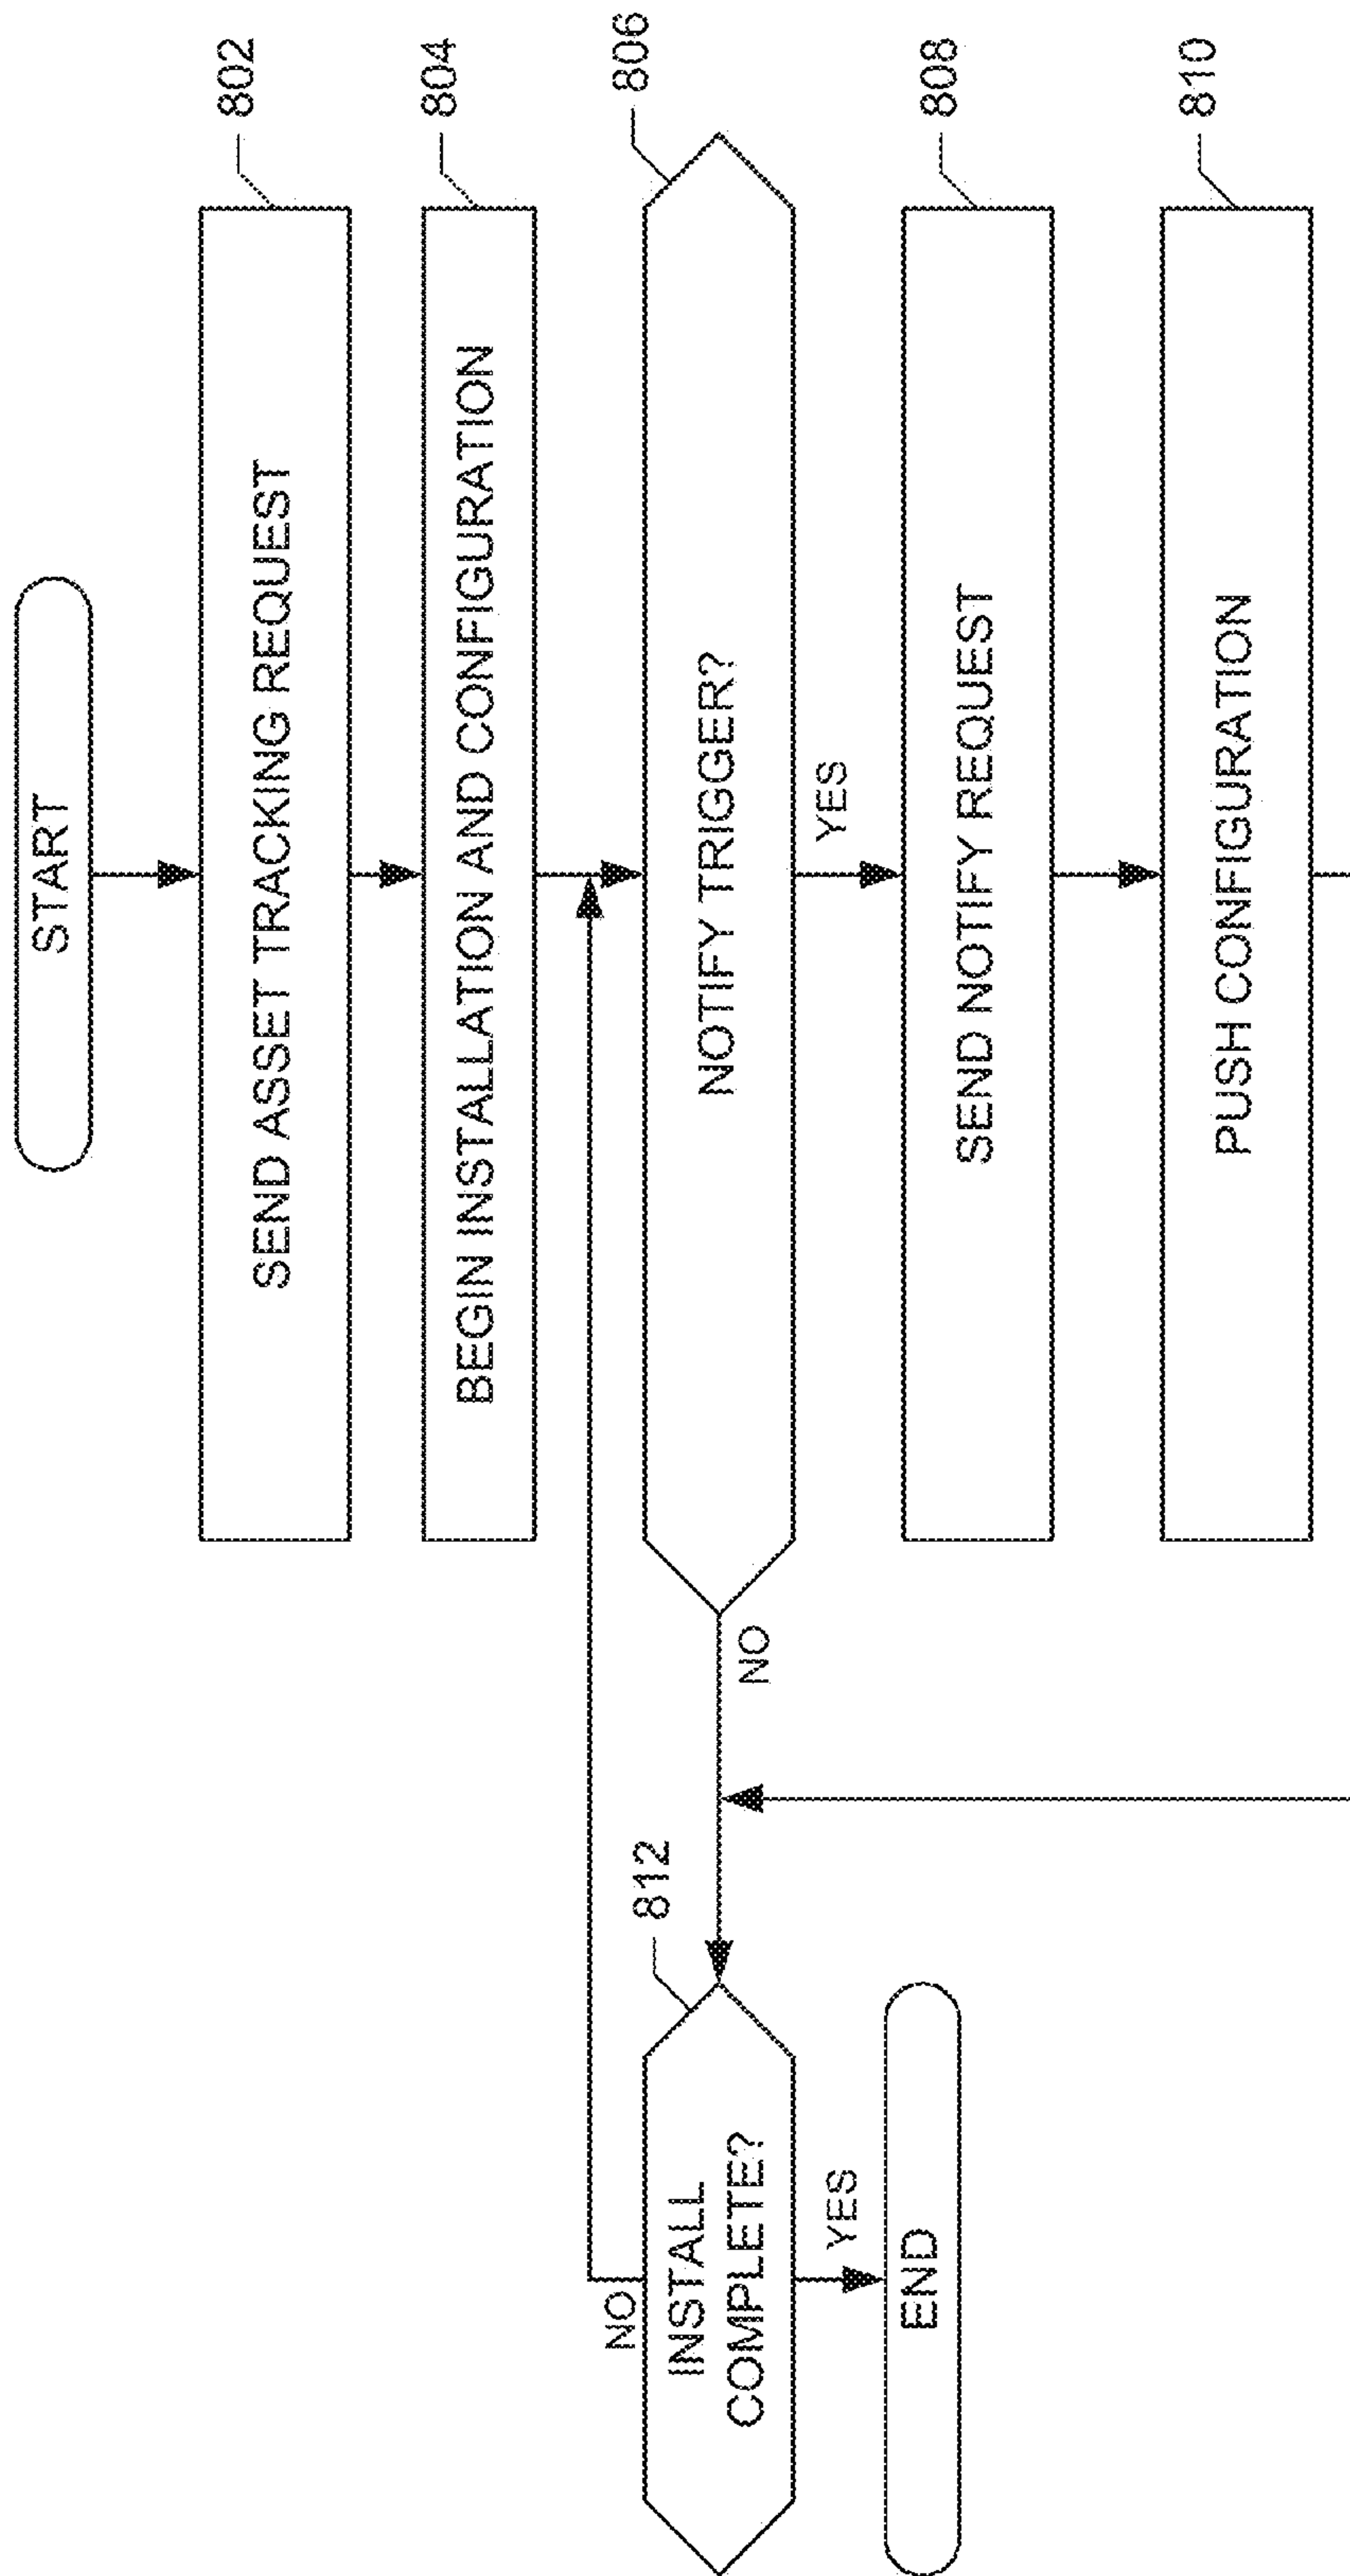 START
802
SEND ASSET TRACKING REQUEST
804
BEGIN INSTALLATION AND CONFIGURATION
806
NOTIFY TRIGGER?
YES
NO
808
SEND NOTIFY REQUEST
810
PUSH CONFIGURATION
812
INSTALL
COMPLETE?
NO
YES
END